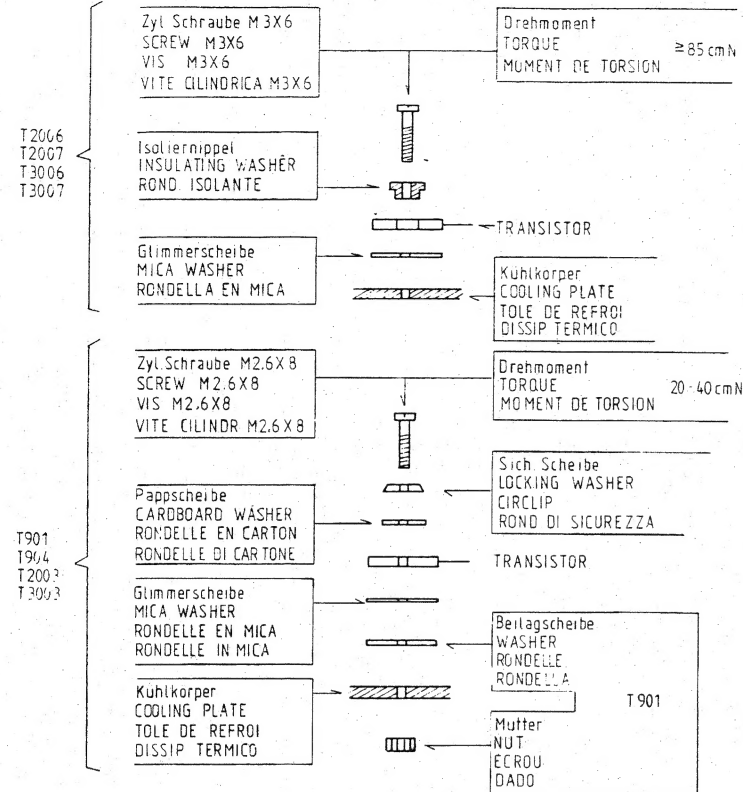 Zyl Schraube M3X6
SCREW M3X6
VIS M3X6
VITE CILINDRICA M3X6
Drehmoment
TORQUE ≥85cmN
MOMENT DE TORSION
T2006
T2007
T3006
T3007
Isoliernippel
INSULATING WASHER
ROND. ISOLANTE
TRANSISTOR
Glimmerscheibe
MICA WASHER
RONDELLA EN MICA
Kuhlkorper
COOLING PLATE
TOLE DE REFROI
DISSIP TERMICO
Zyl.Schraube M2.6X8
SCREW M2.6X8
VIS M2.6X8
VITE CILINDR M2.6X8
Drehmoment
TORQUE 20-40cmN
MOMENT DE TORSION
Sich. Scheibe
LOCKING WASHER
CIRCLIP
ROND DI SICUREZZA
Pappscheibe
CARDBOARD WASHER
RONDELLE EN CARTON
RONDELLE DI CARTONE
T901
T904
T2003
T3003
TRANSISTOR
Glimmerscheibe
MICA WASHER
RONDELLE EN MICA
RONDELLE IN MICA
Beilagscheibe
WASHER
RONDELLE
RONDELLA
T901
Kühlkorper
COOLING PLATE
TOLE DE REFROI
DISSIP TERMICO
Mutter
NUT
ECROU
DADO